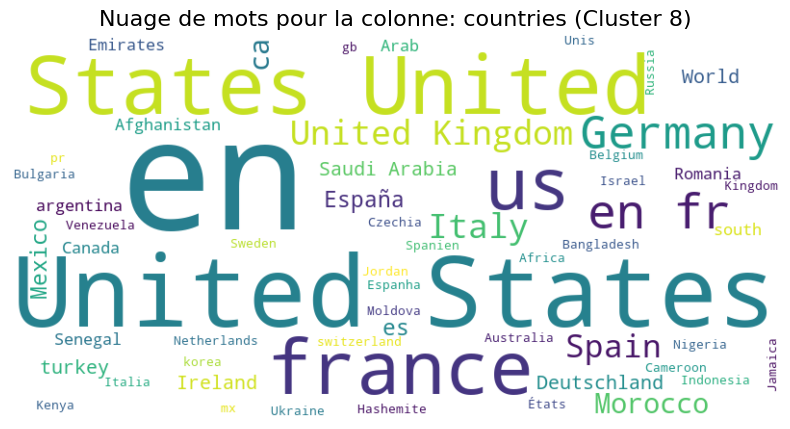 Nuage de mots pour la colonne: countries (Cluster 8)
Emirates ca gb Arab Unis Russia World
States United
Afghanistan United Kingdom Germany
pr Bulgaria en Saudi Arabia us Belgium Israel Romania Kingdom
argentina España Italy en fr
Venezuela Czechia south
Mexico Canada Sweden Spanien Africa Bangladesh
United States
Jordan Espanha
Moldova es
Senegal Netherlands switzerland Australia Spain Nigeria Jamaica
turkey korea france Cameroon
Italia Ireland Deutschland Indonesia
Kenya mx Ukraine Hashemite États Morocco